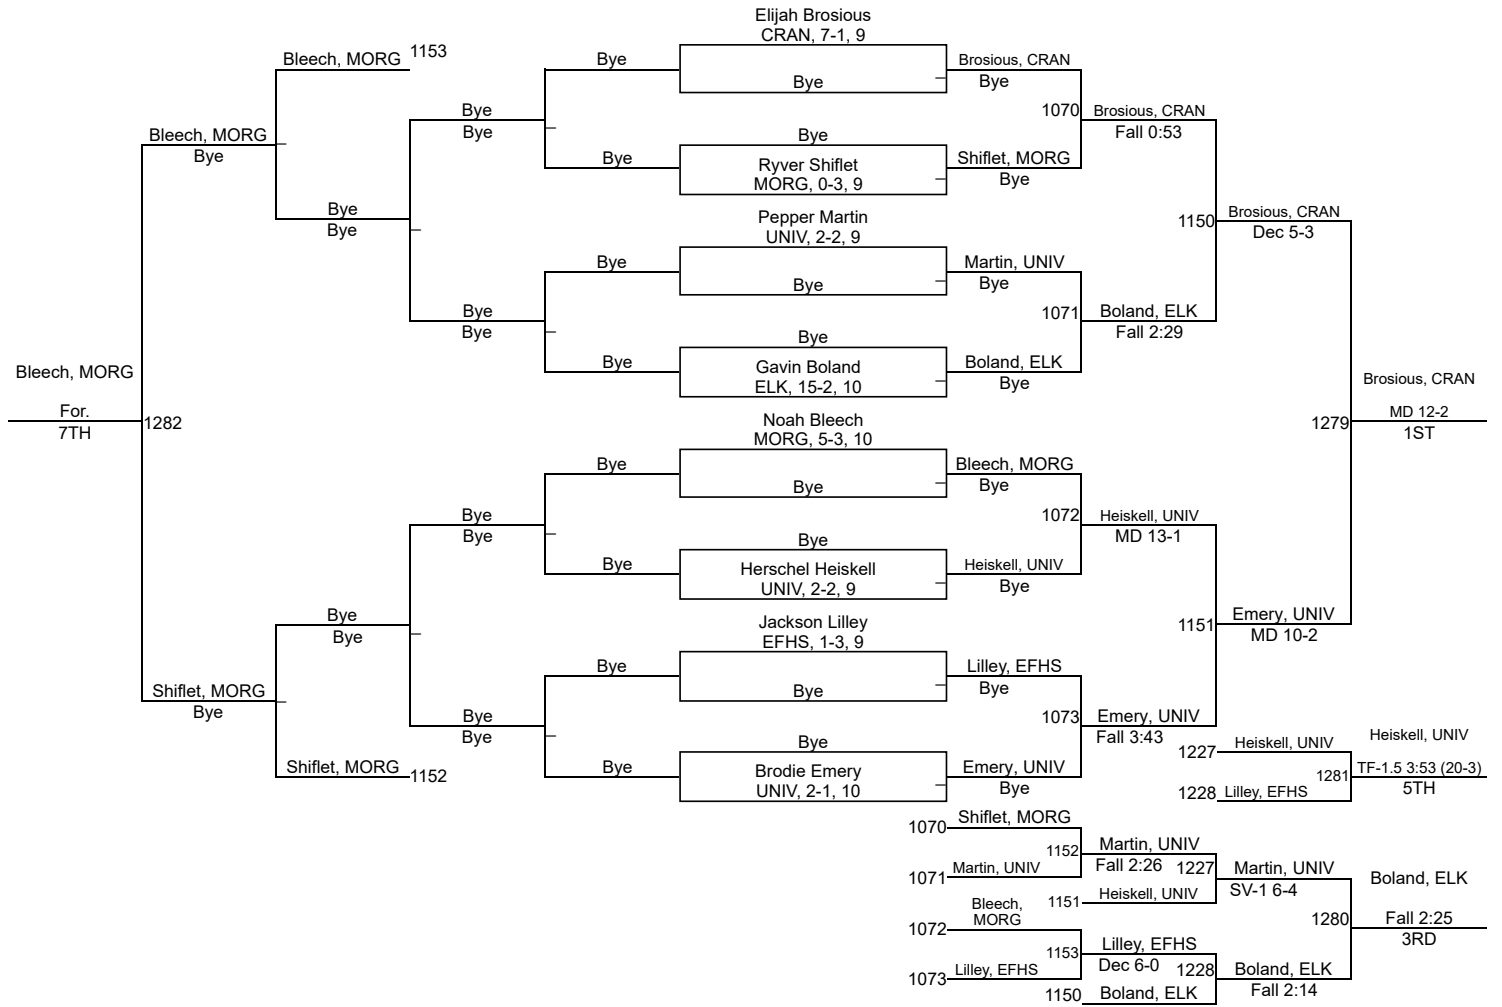 Elijah Brosious
CRAN, 7-1, 9
Bleech, MORG 1153
Bye
Brosious, CRAN
Bye
Bye
Bye
Bye
1070
Brosious, CRAN
Fall 0:53
Bleech, MORG
Bye
Bye
Bye
Ryver Shiflet
MORG, 0-3, 9
Shiflet, MORG
Bye
Bye
Bye
Pepper Martin
UNIV, 2-2, 9
1150
Brosious, CRAN
Dec 5-3
Bye
Bye
Martin, UNIV
Bye
Bye
Bye
1071
Boland, ELK
Fall 2:29
Bye
Bye
Gavin Boland
ELK, 15-2, 10
Boland, ELK
Bye
Bleech, MORG
For.
7TH
1282
Brosious, CRAN
1279
MD 12-2
1ST
Noah Bleech
MORG, 5-3, 10
Bye
Bye
Bleech, MORG
Bye
Bye
Bye
1072
Heiskell, UNIV
MD 13-1
Bye
Bye
Herschel Heiskell
UNIV, 2-2, 9
Heiskell, UNIV
Bye
Bye
Bye
Jackson Lilley
EFHS, 1-3, 9
1151
Emery, UNIV
MD 10-2
Bye
Bye
Lilley, EFHS
Bye
Shiflet, MORG
Bye
Bye
Bye
1073
Emery, UNIV
Fall 3:43
Shiflet, MORG 1152
Bye
Bye
Brodie Emery
UNIV, 2-1, 10
Emery, UNIV
Bye
1227 Heiskell, UNIV
Heiskell, UNIV
1281
TF-1.5 3:53 (20-3)
5TH
1228 Lilley, EFHS
1070 Shiflet, MORG
1152
Martin, UNIV
Fall 2:26
1071 Martin, UNIV
1227
Martin, UNIV
SV-1 6-4
1151 Heiskell, UNIV
Boland, ELK
1280
Fall 2:25
3RD
Bleech,
MORG
1072
1153
Lilley, EFHS
Dec 6-0
1073 Lilley, EFHS
1228
Boland, ELK
Fall 2:14
1150 Boland, ELK